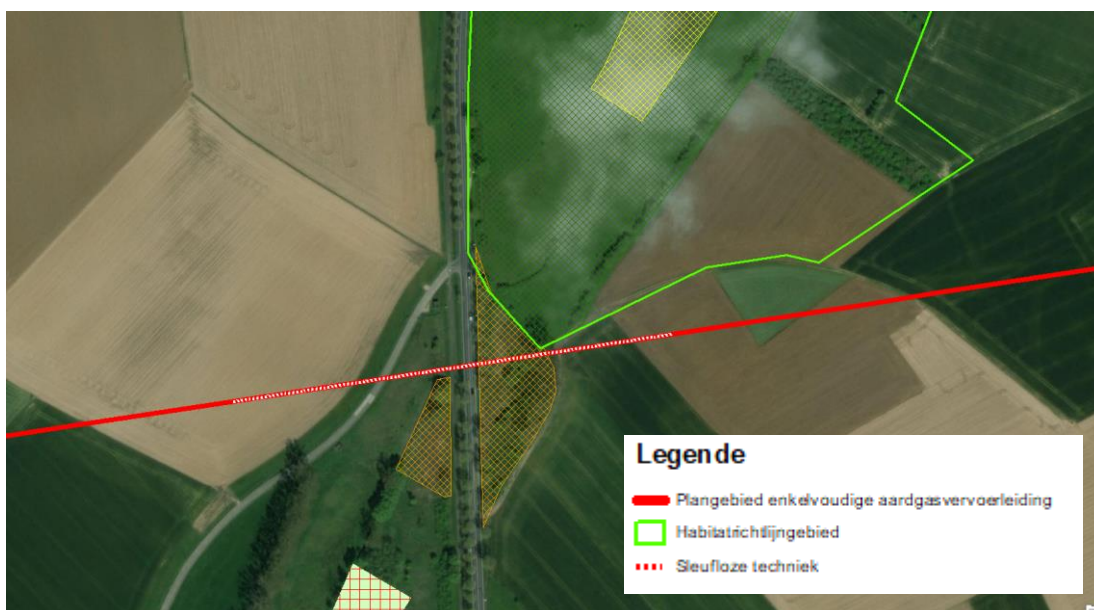 Legende
Plangebied enkelvoudige aardgasvervoerleiding
Habitatrichtlijngebied
Sleufloze techniek